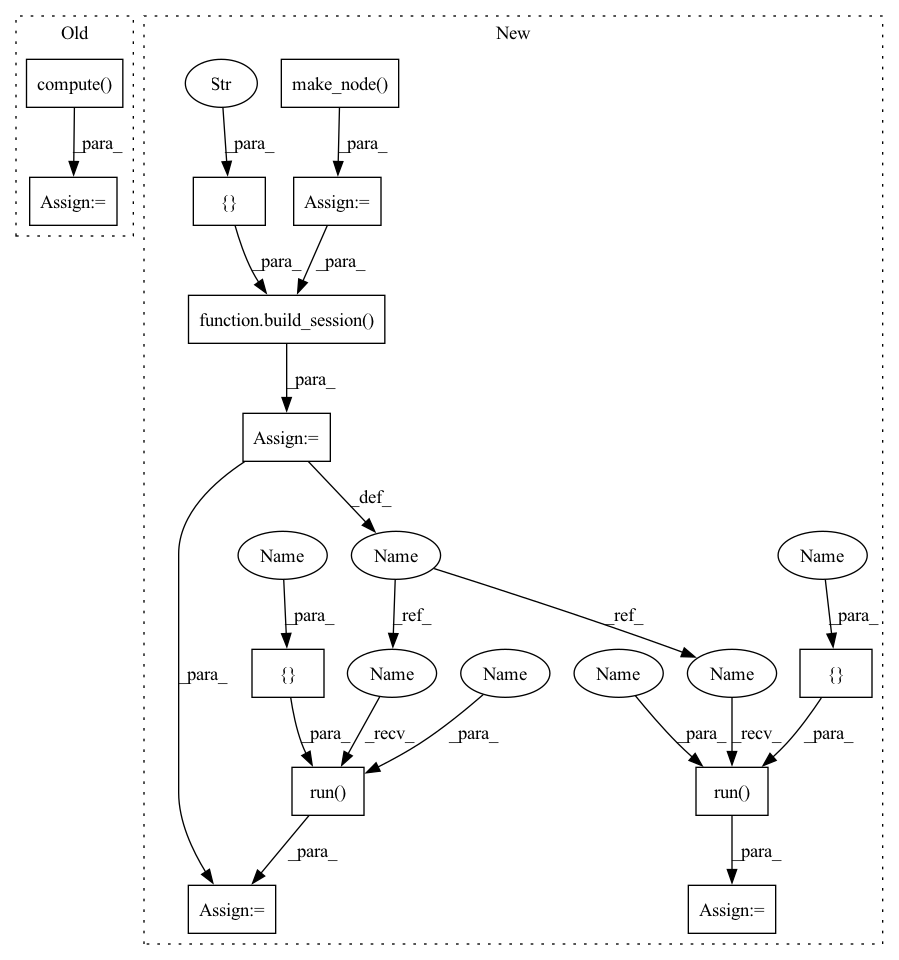 Old
New
compute()
Str
make_node()
_para_
_para_
_para_
Assign:=
{}
Assign:=
_para_
_para_
function.build_session()
_para_
Assign:=
_def_
Name
Name
Name
_para_
_ref_
_ref_
_para_
_para_
{}
Name
Name
Name
Name
{}
_para_
_recv_
_para_
_para_
_recv_
_para_
run()
run()
_para_
_para_
Assign:=
Assign:=